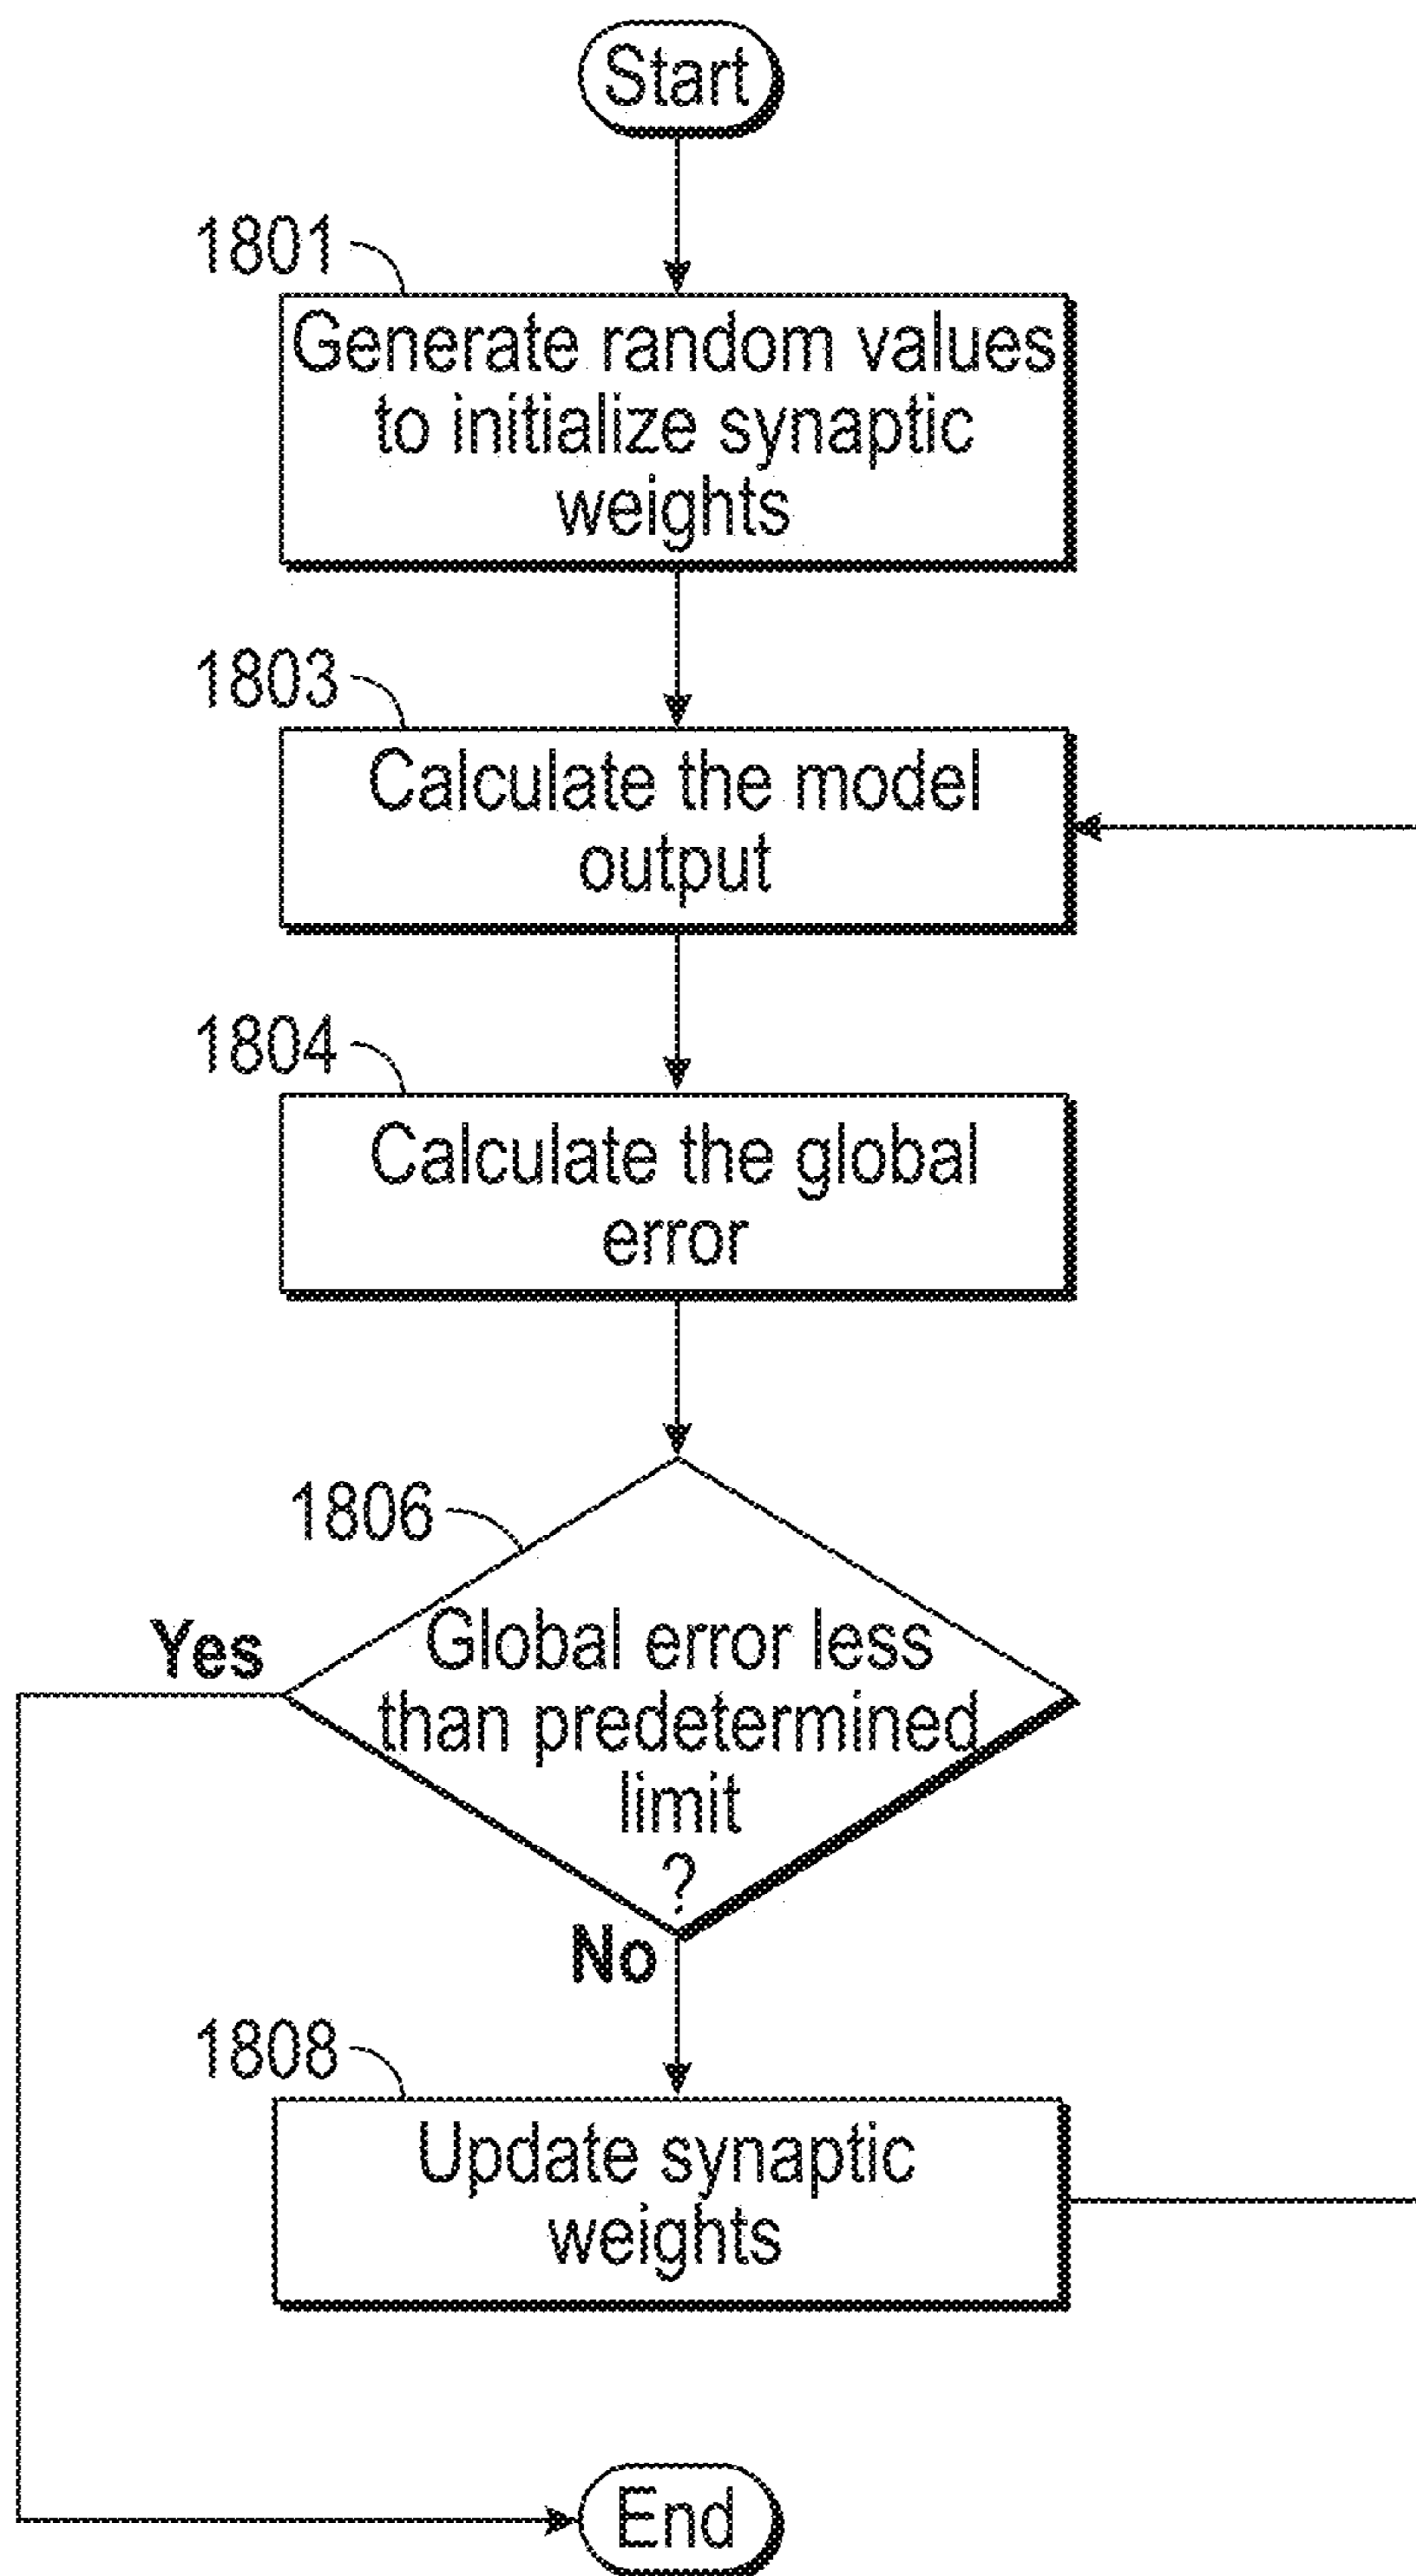 Start
1801
Generate random values
to initialize synaptic
weights
1803
Calculate the model
output
1804
Calculate the global
error
1806
Yes
Global error less
than predetermined
limit
?
No
1808
Update synaptic
weights
End